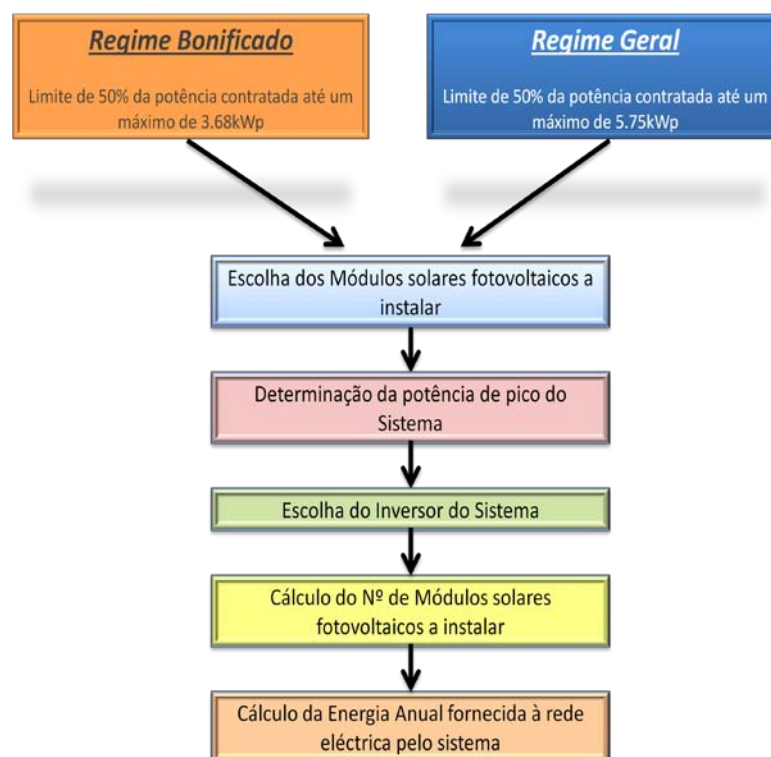 Regime Bonificado
Limite de 50% da potência contratada até um
máximo de 3.68kWp
Regime Geral
Limite de 50% da potência contratada até um
máximo de 5.75kWp
Escolha dos Módulos solares fotovoltaicos a
instalar
Determinação da potência de pico do
Sistema
Escolha do Inversor do Sistema
Cálculo do Nº de Módulos solares
fotovoltaicos a instalar
Cálculo da Energia Anual fornecida à rede
eléctrica pelo sistema